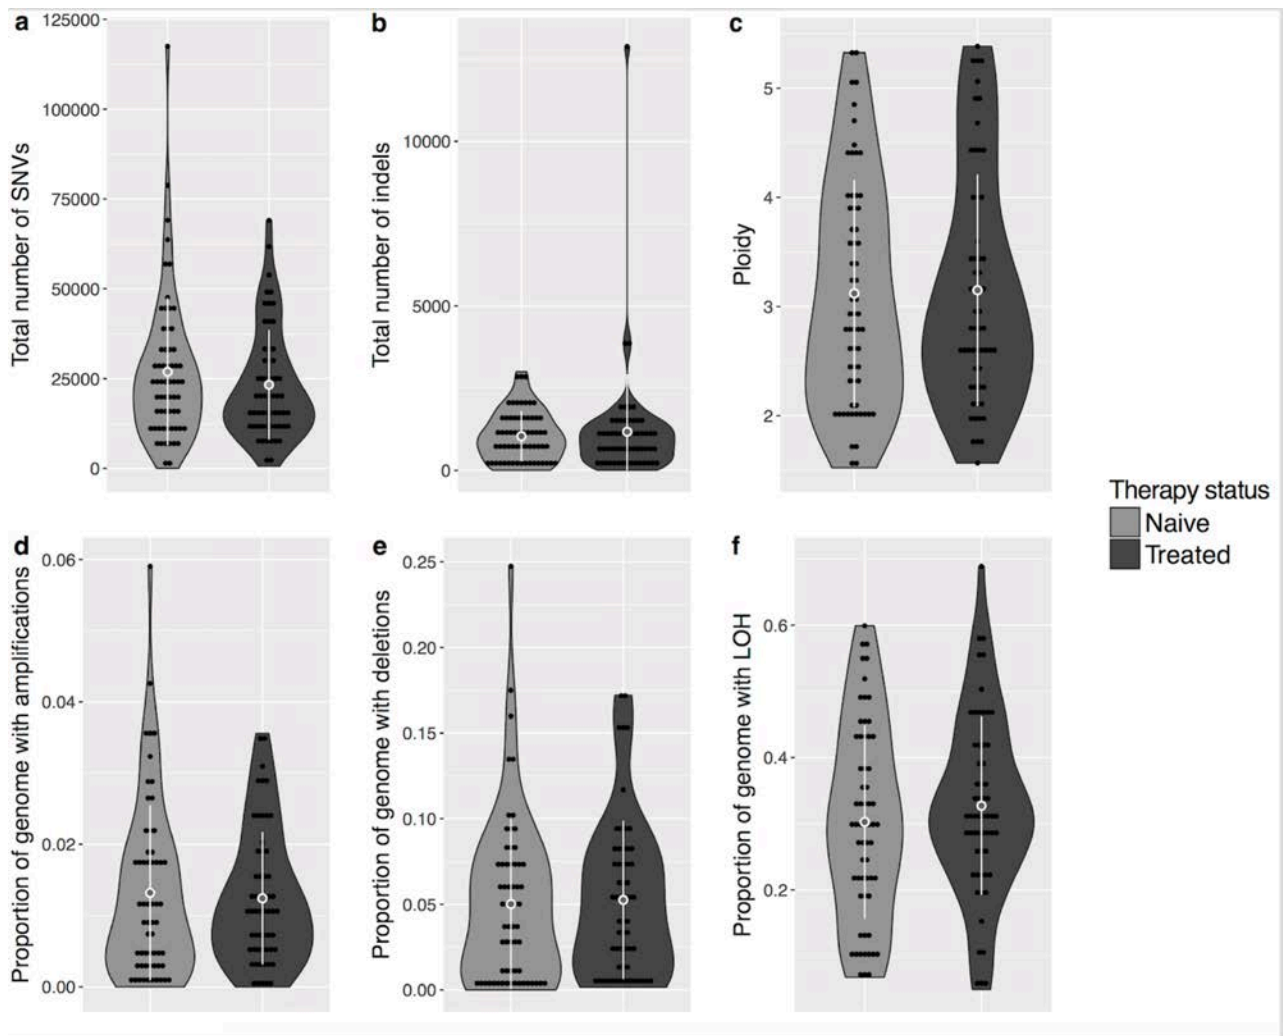 a
Total number of SNVs
125000
100000
75000
50000
25000
0
b
Total number of indels
10000
5000
0
c
Ploidy
5
4
3
2
Therapy status
Naive
Treated
d
Proportion of genome with amplifications
0.06
0.04
0.02
0.00
e
Proportion of genome with deletions
0.25
0.20
0.15
0.10
0.05
0.00
f
Proportion of genome with LOH
0.6
0.4
0.2